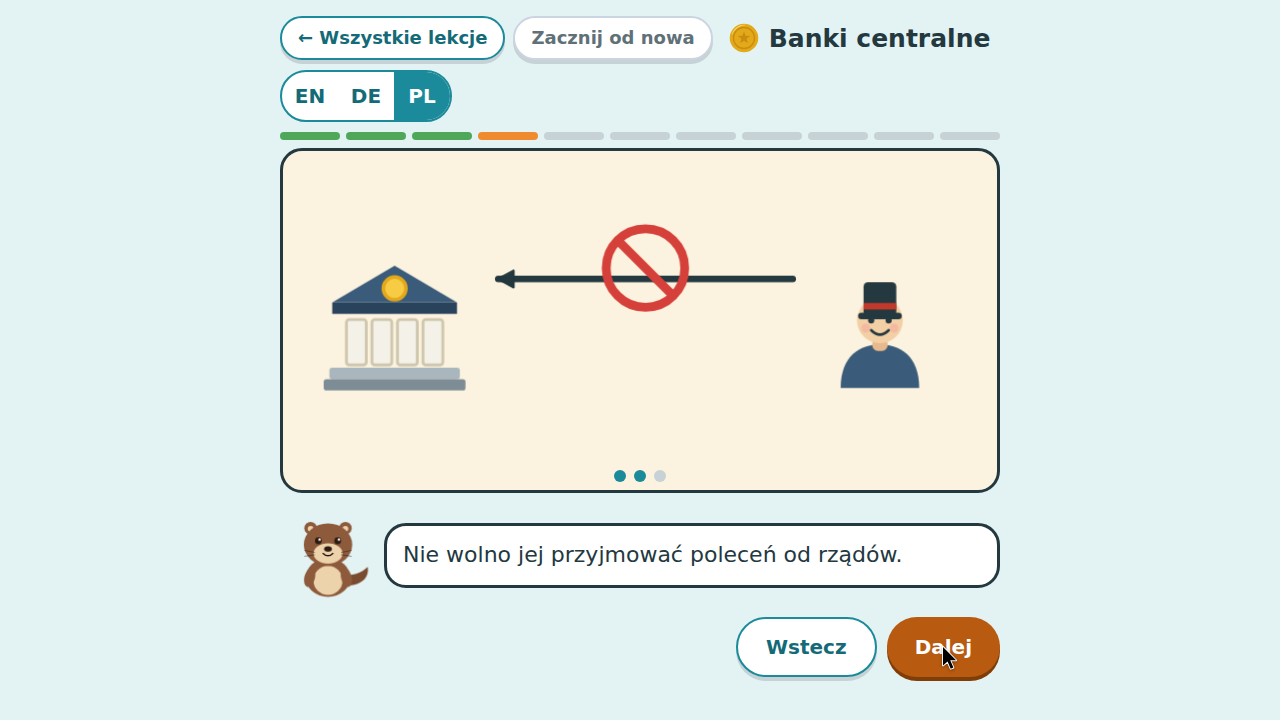 ← Wszystkie lekcje
Zacznij od nowa
Banki centralne
EN DE PL
Nie wolno jej przyjmować poleceń od rządów.
Wstecz
Dalej